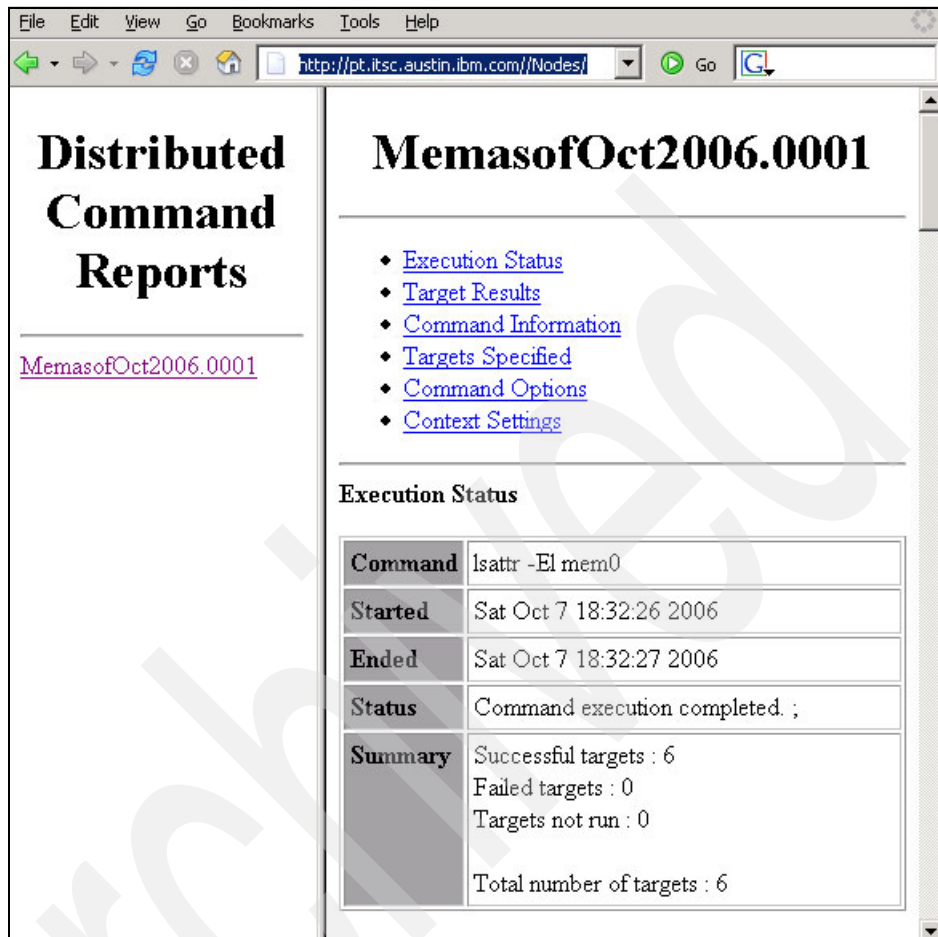 File Edit View Go Bookmarks Tools Help
http://pt.itsc.austin.ibm.com//Nodes/ Go G
Distributed
Command
Reports
MemasofOct2006.0001
MemasofOct2006.0001
Execution Status
Target Results
Command Information
Targets Specified
Command Options
Context Settings
Execution Status
Command lsattr -El mem0
Started Sat Oct 7 18:32:26 2006
Ended Sat Oct 7 18:32:27 2006
Status Command execution completed. ;
Summary Successful targets : 6
Failed targets : 0
Targets not run : 0
Total number of targets : 6
rchived